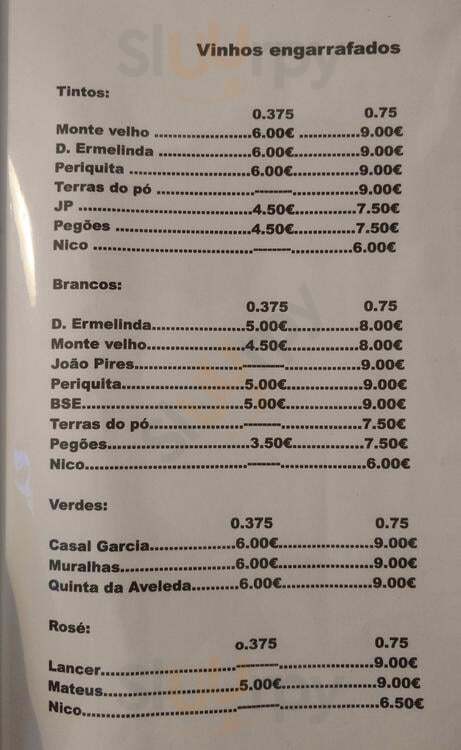 Vinhos engarrafados
Tintos:
0.375 0.75
Monte velho ..................6.00€ ..............9.00€
D. Ermelinda ..................6.00€..............9.00€
Periquita .......................6.00€..............9.00€
Terras do pó ..................--------..............9.00€
JP ................................4.50€.............7.50€
Pegões .........................4.50€.............7.50€
Nico .............................--------.............6.00€
Brancos:
0.375 0.75
D. Ermelinda.................5.00€..............8.00€
Monte velho..................4.50€..............8.00€
João Pires.....................-------...............9.00€
Periquita.......................5.00€..............9.00€
BSE..............................5.00€..............9.00€
Terras do pó..................-------...............7.50€
Pegões..........................3.50€.............7.50€
Nico..............................-------...............6.00€
Verdes:
0.375 0.75
Casal Garcia................6.00€.................9.00€
Muralhas.....................6.00€.................9.00€
Quinta da Aveleda.........6.00€.................9.00€
Rosé:
o.375 0.75
Lancer.........................--------.................9.00€
Mateus.........................5.00€.................9.00€
Nico.............................--------.................6.50€